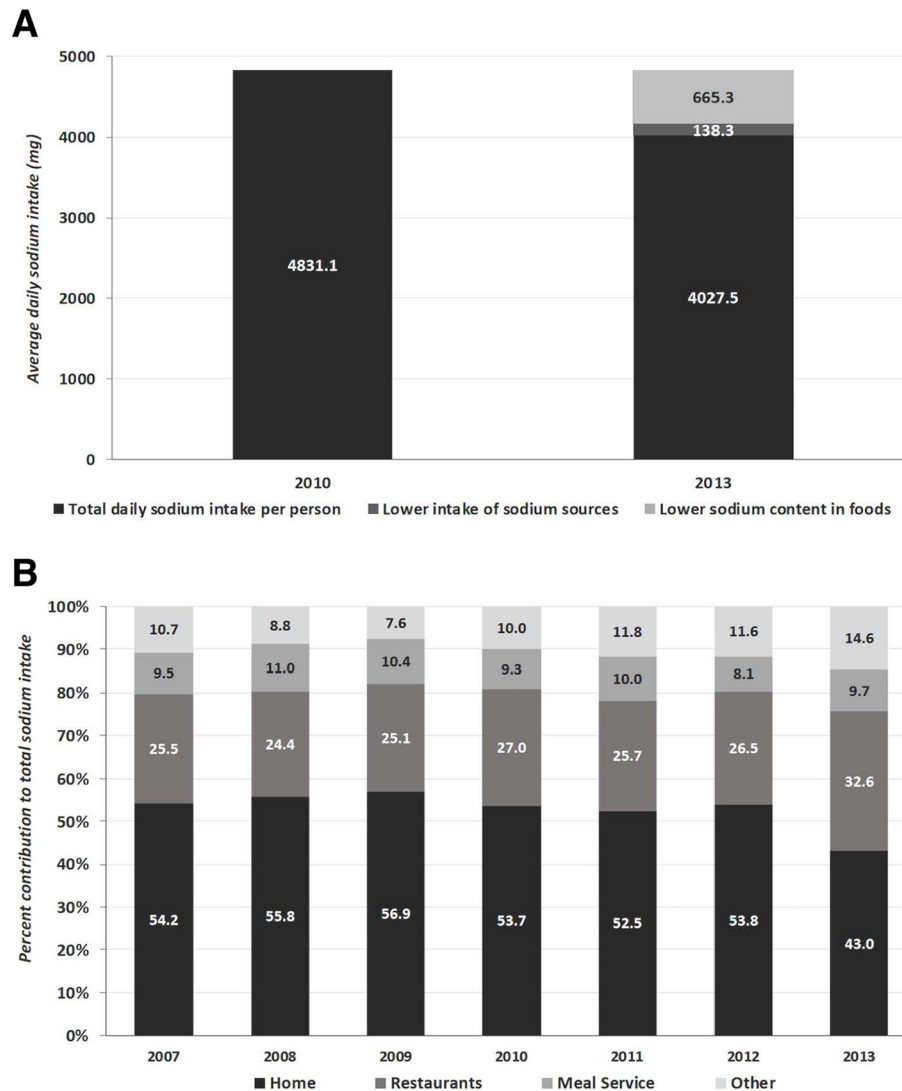 A
Average daily sodium intake (mg)
5000
4000
3000
2000
1000
0
4831.1
665.3
138.3
4027.5
2010 2013
Total daily sodium intake per person Lower intake of sodium sources Lower sodium content in foods
B
Percent contribution to total sodium intake
100%
90%
80%
70%
60%
50%
40%
30%
20%
10%
0%
10.7 8.8 7.6 10.0 11.8 11.6 14.6
9.5 11.0 10.4 9.3 10.0 8.1 9.7
25.5 24.4 25.1 27.0 25.7 26.5 32.6
54.2 55.8 56.9 53.7 52.5 53.8 43.0
2007 2008 2009 2010 2011 2012 2013
Home Restaurants Meal Service Other